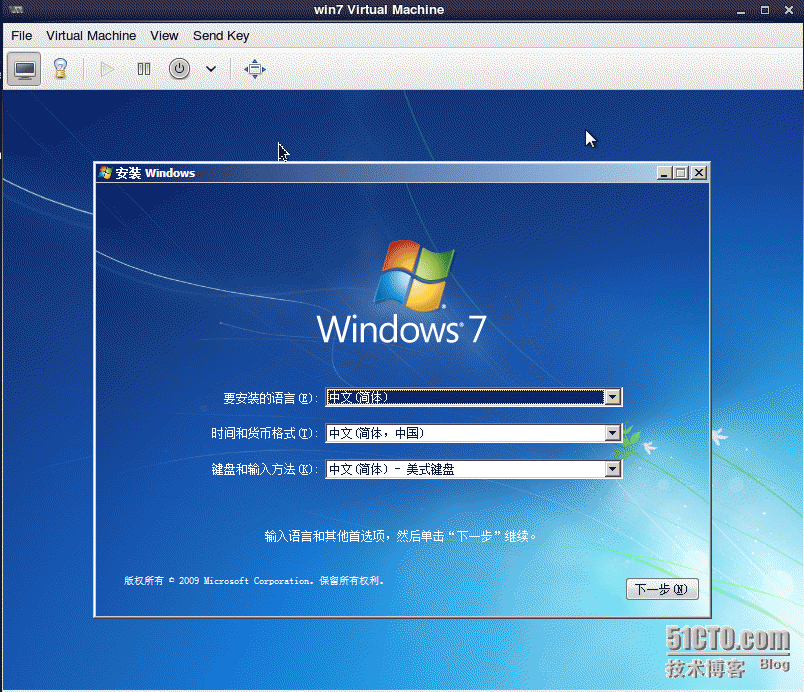 win7 Virtual Machine
File Virtual Machine View Send Key
安装 Windows
Windows 7
要安装的语言(E): 中文(简体)
时间和货币格式(T): 中文(简体，中国)
键盘和输入方法(K): 中文(简体) - 美式键盘
输入语言和其他首选项，然后单击“下一步”继续。
版权所有 © 2009 Microsoft Corporation。保留所有权利。
下一步(N)
51CTO.com
技术博客 Blog